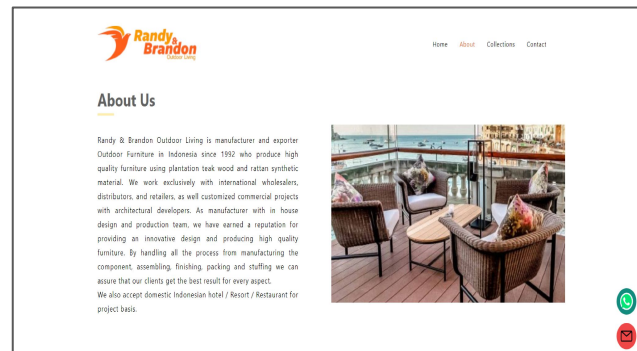 Randy &
Brandon
Outdoor Living
Home About Collections Contact
About Us
Randy & Brandon Outdoor Living is manufacturer and exporter
Outdoor Furniture in Indonesia since 1992 who produce high
quality furniture using plantation teak wood and rattan synthetic
material. We work exclusively with international wholesalers,
distributors, and retailers, as well customized commercial projects
with architectural developers. As manufacturer with in house
design and production team, we have earned a reputation for
providing an innovative design and producing high quality
furniture. By handling all the process from manufacturing the
component, assembling, finishing, packing and stuffing we can
assure that our clients get the best result for every aspect.
We also accept domestic Indonesian hotel / Resort / Restaurant for
project basis.